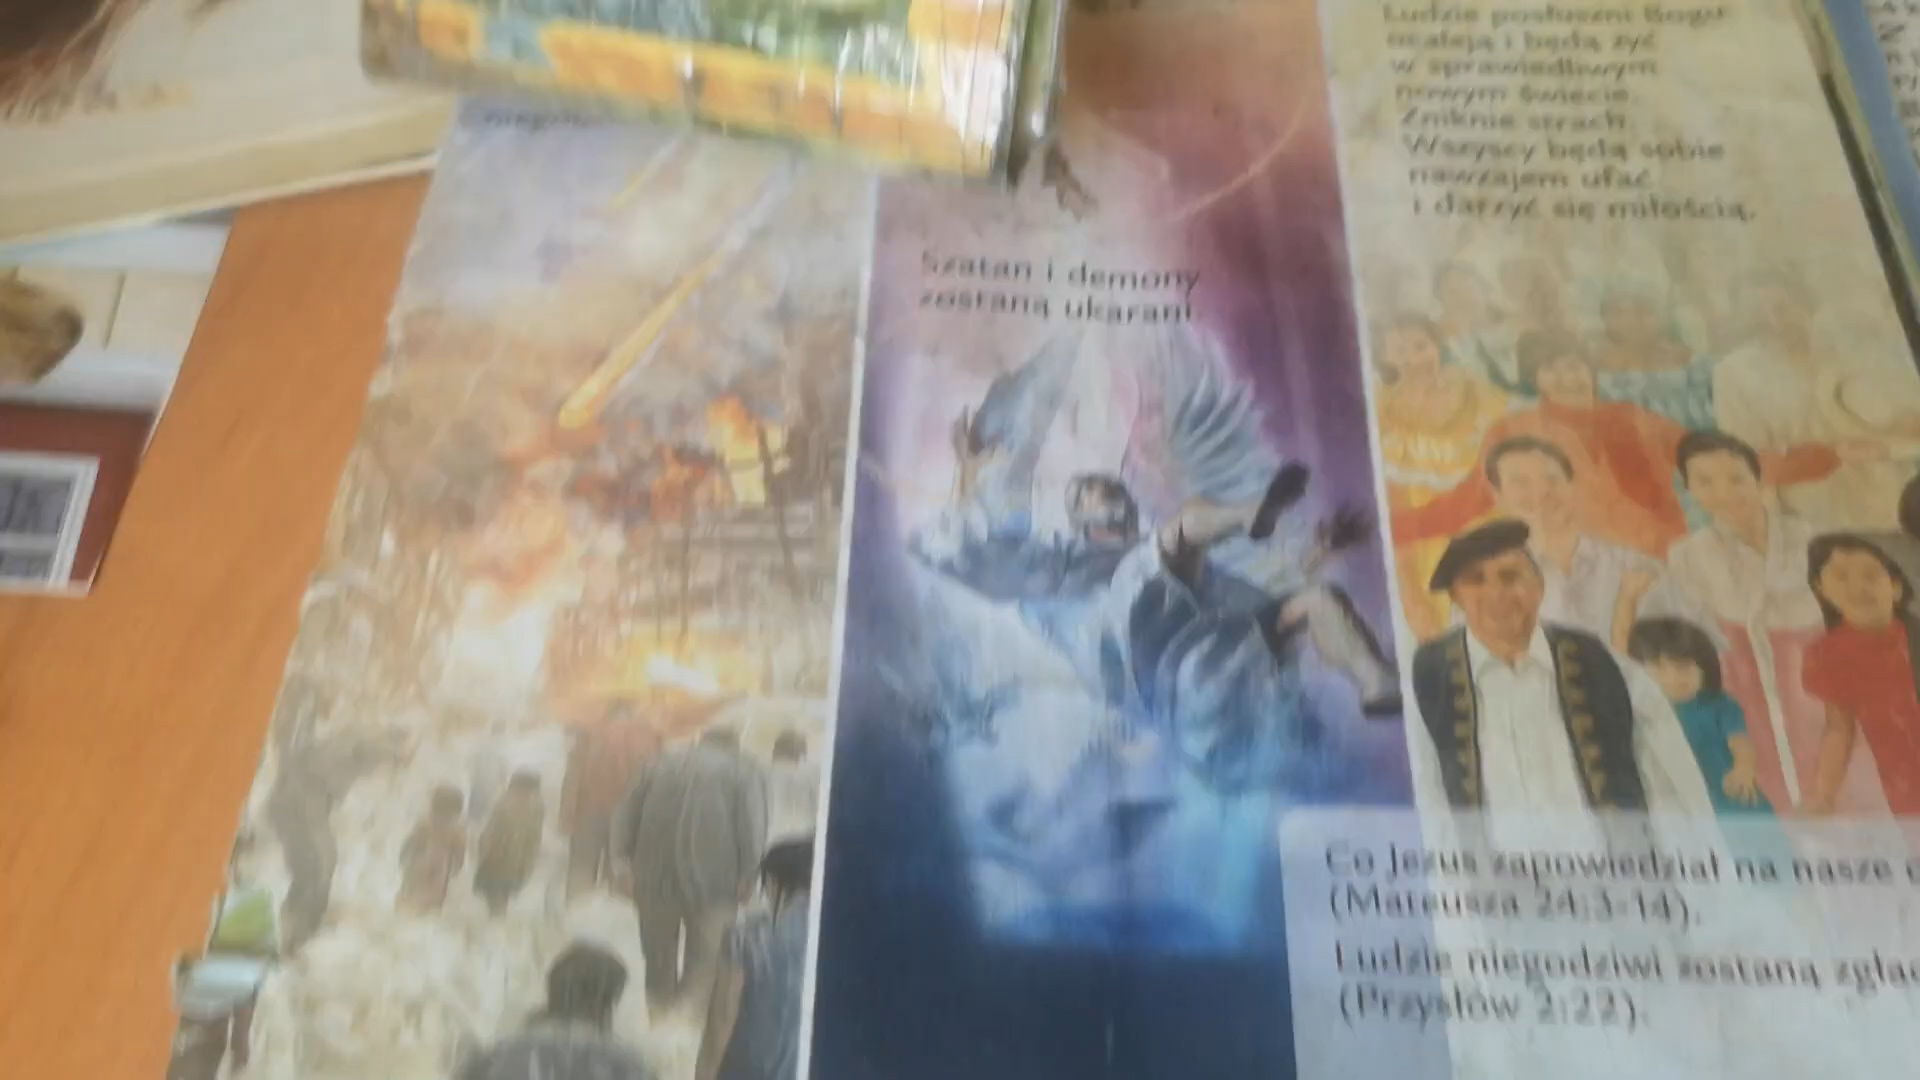 Ludzie posłuszni Bogu
ocaleją i będą żyć
w sprawiedliwym
nowym świecie.
Zniknie strach.
Wszyscy będą sobie
nawzajem ufać
i darzyć się miłością.
Szatan i demony
zostaną ukarani
Co Jezus zapowiedział na nasze
(Mateusza 24:3-14).
Ludzie niegodziwi zostaną
(Przysłów 2:22).